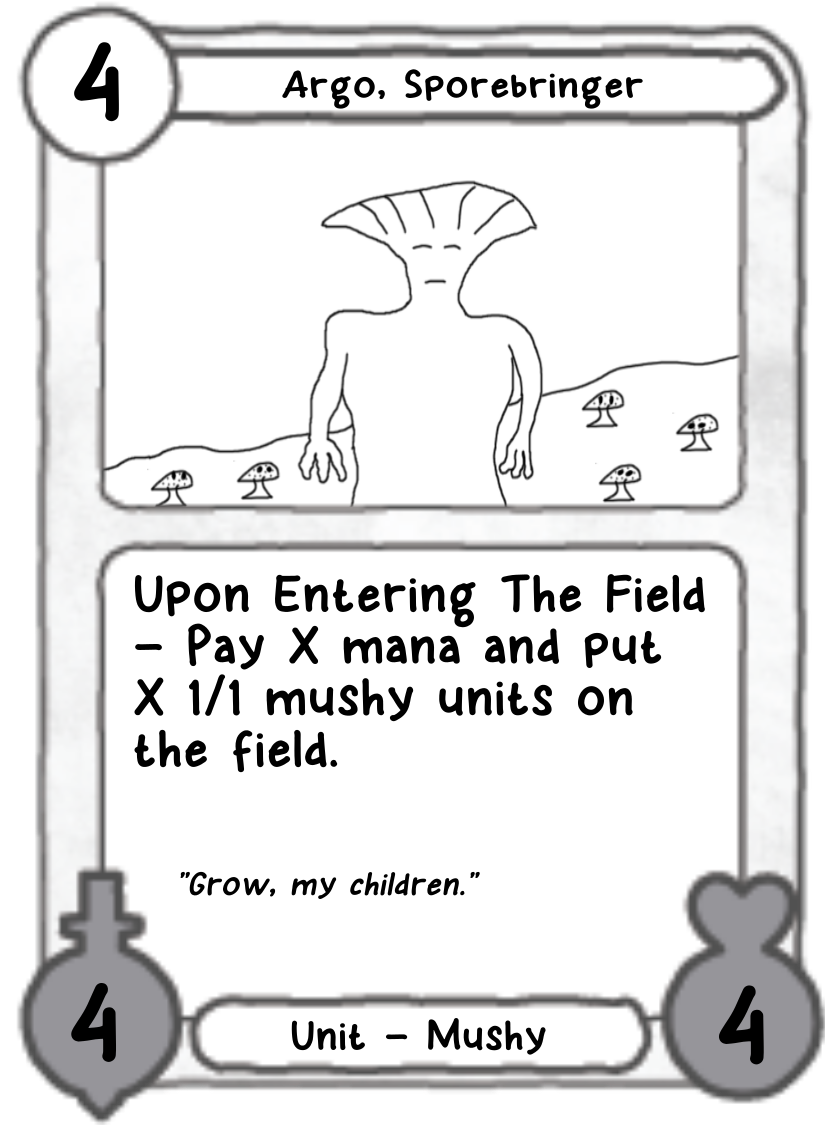 4
Argo, Sporebringer
Upon Entering The Field
– Pay X mana and put
X 1/1 mushy units on
the field.
"Grow, my children."
4
Unit – Mushy
4